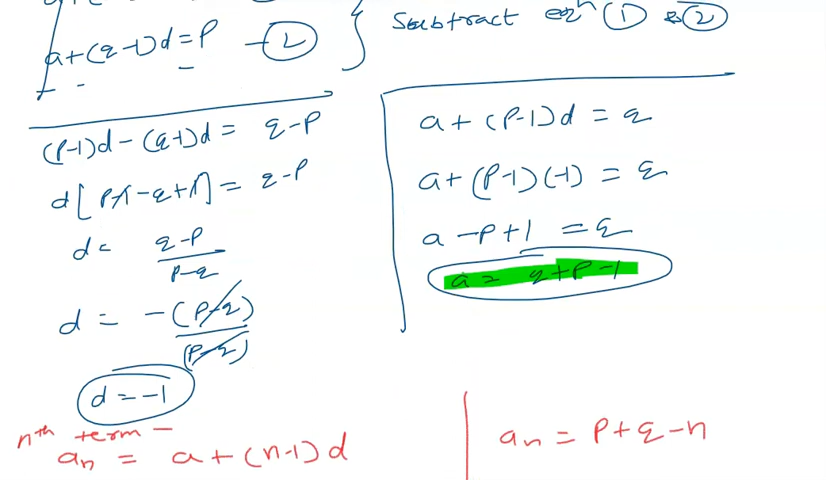 a+(q-1)d=p —(2) } Subtract eqn (1) & (2)
(p-1)d-(q-1)d = q-p
d[p-1-q+1] = q-p
d= q-p/p-q
d = -(p-q)/(p-q)
d=-1
a+(p-1)d = q
a+(p-1)(-1) = q
a-p+1 = q
a= q+p-1
nth term -
an = a+(n-1)d
an = p+q-n